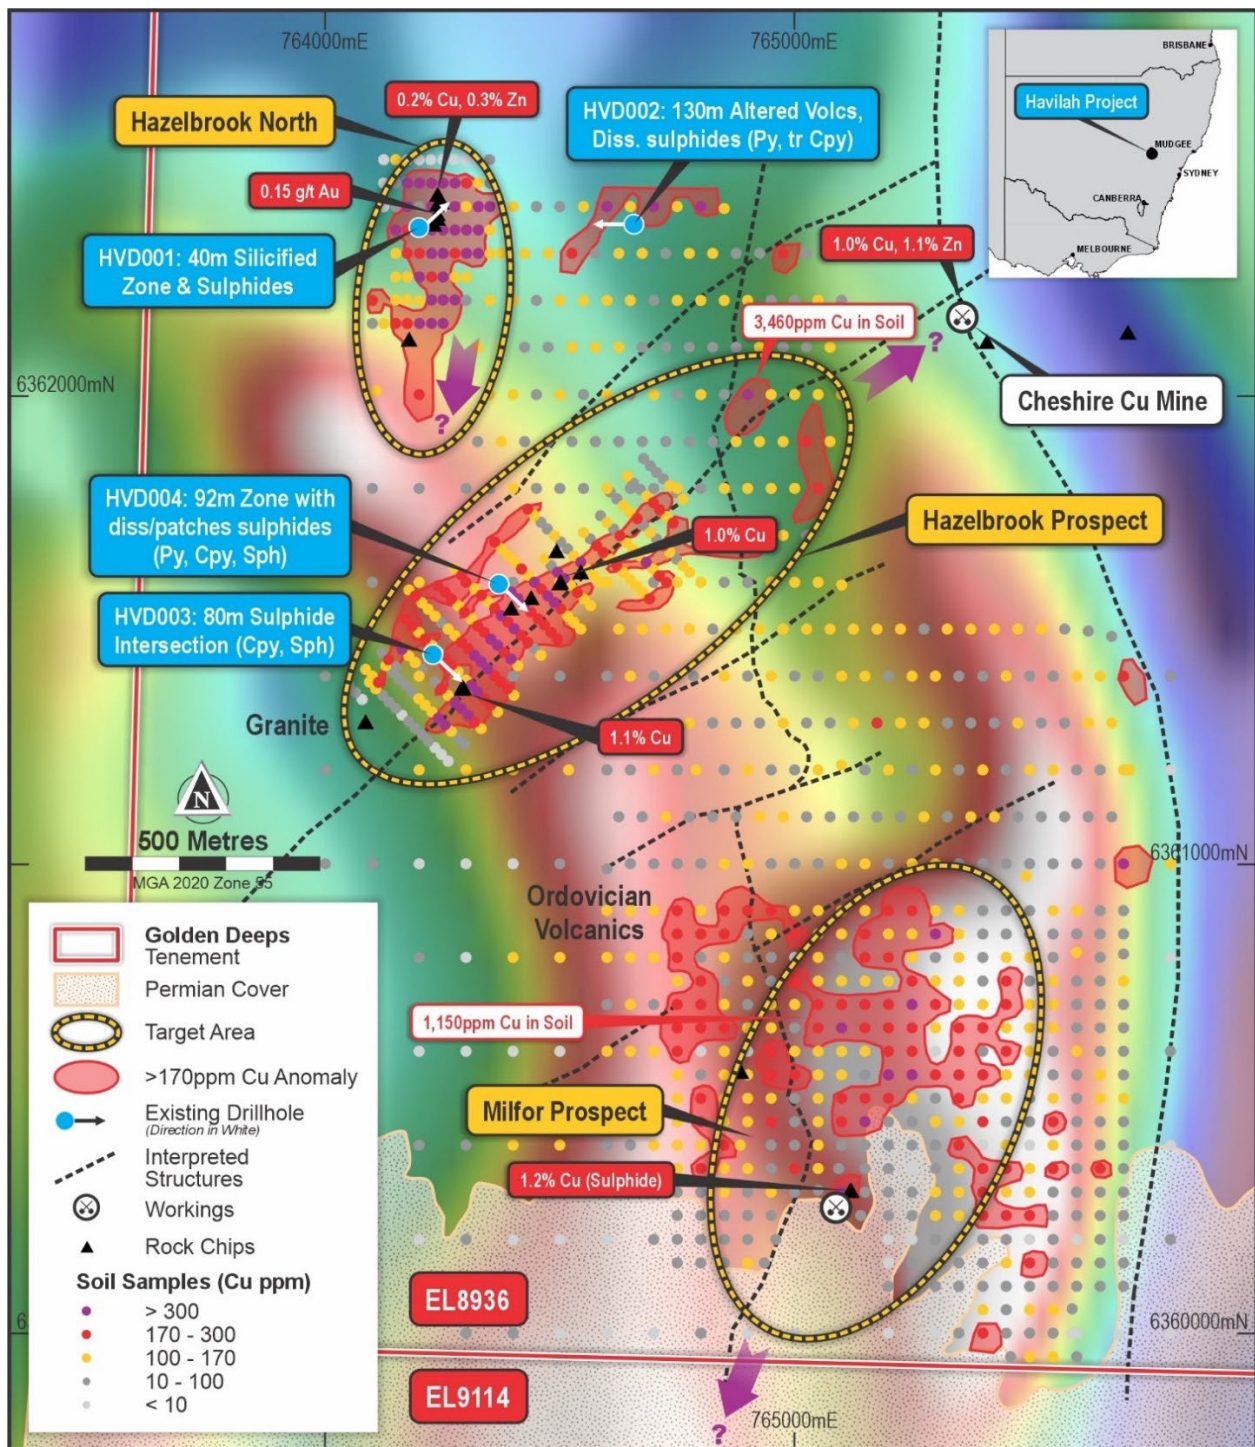 764000mE
765000mE
BRISBANE
Havilah Project
MUDGEE
SYDNEY
CANBERRA
MELBOURNE
0.2% Cu, 0.3% Zn
Hazelbrook North
HVD002: 130m Altered Volcs,
Diss. sulphides (Py, tr Cpy)
0.15 g/t Au
HVD001: 40m Silicified
Zone & Sulphides
1.0% Cu, 1.1% Zn
3,460ppm Cu in Soil
?
6362000mN
Cheshire Cu Mine
?
HVD004: 92m Zone with
diss/patches sulphides
(Py, Cpy, Sph)
Hazelbrook Prospect
1.0% Cu
HVD003: 80m Sulphide
Intersection (Cpy, Sph)
Granite
1.1% Cu
N
500 Metres
MGA 2020 Zone 55
6361000mN
Ordovician
Volcanics
1,150ppm Cu in Soil
Milfor Prospect
1.2% Cu (Sulphide)
Golden Deeps
Tenement
Permian Cover
Target Area
>170ppm Cu Anomaly
Existing Drillhole
(Direction in White)
Interpreted
Structures
Workings
Rock Chips
Soil Samples (Cu ppm)
> 300
170 - 300
100 - 170
10 - 100
< 10
EL8936
6360000mN
EL9114
765000mE
?